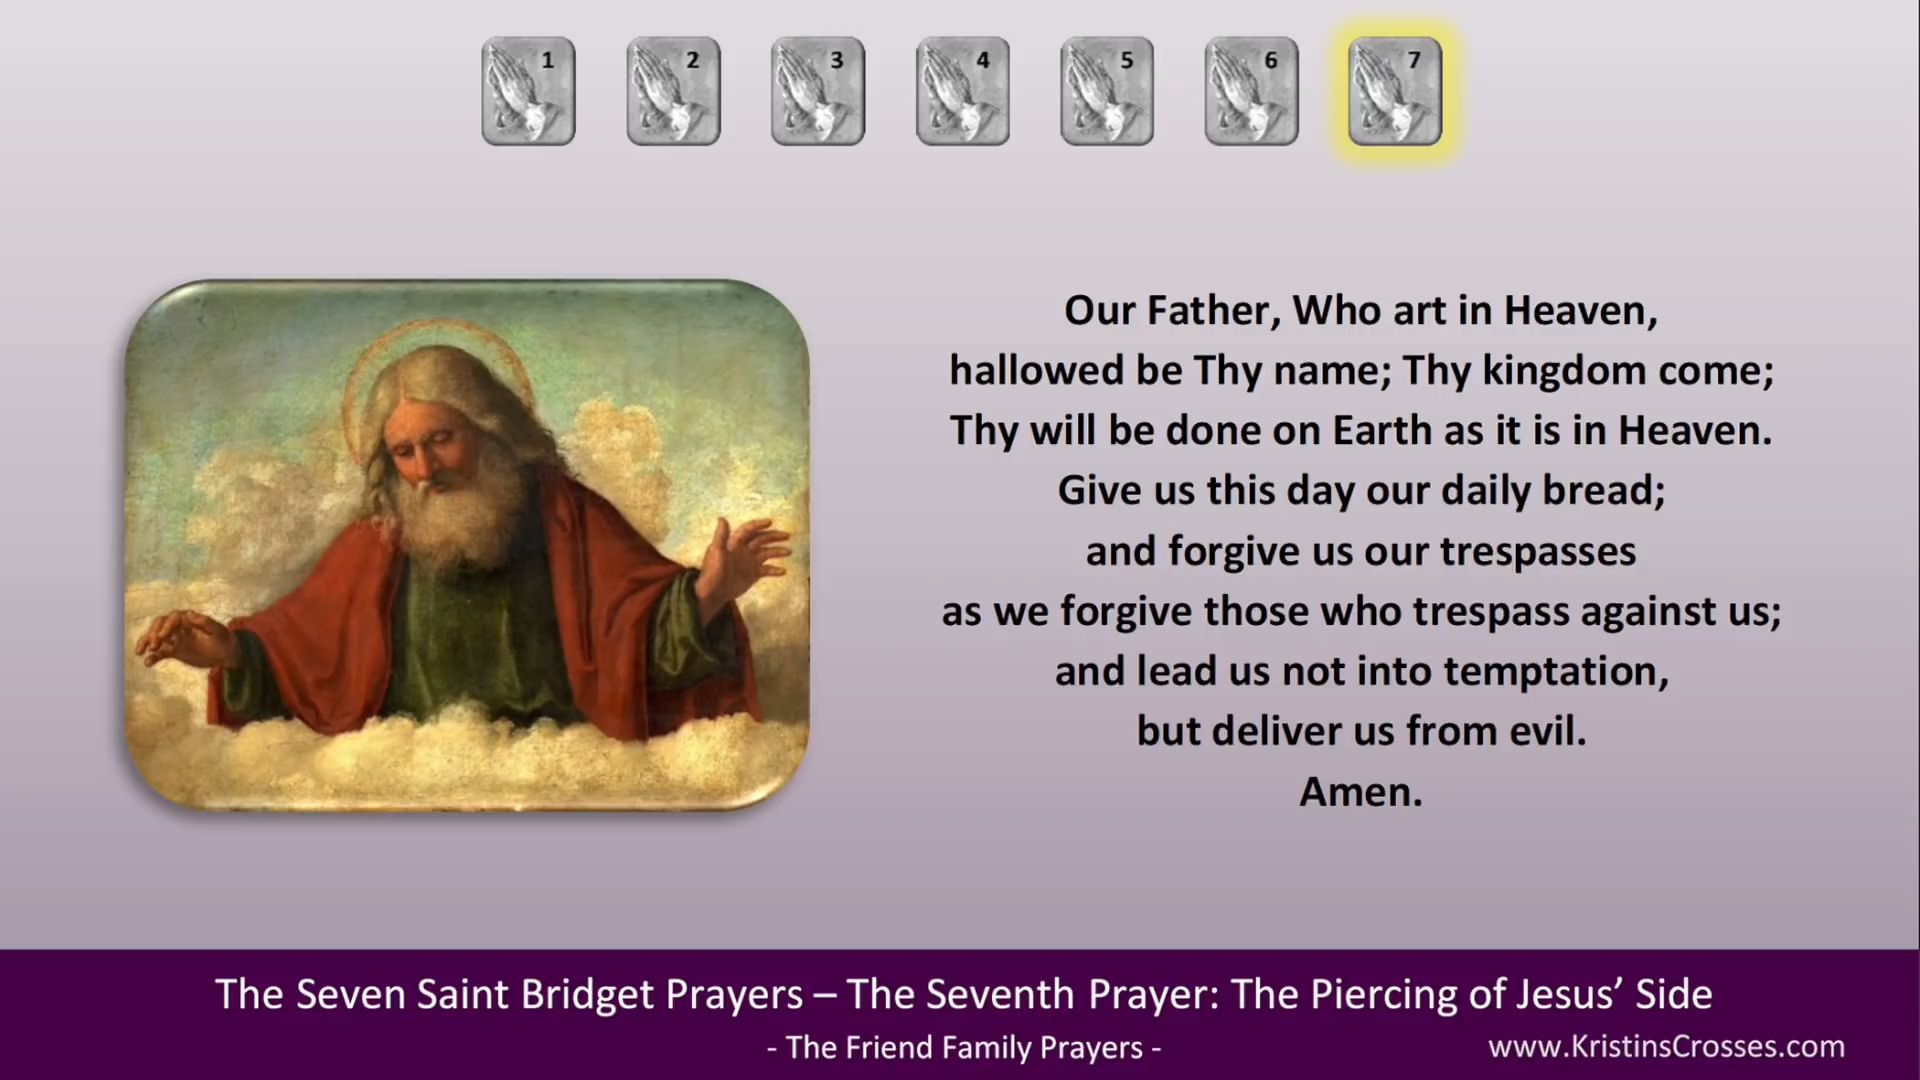 1
2
3
4
5
6
7
Our Father, Who art in Heaven,
hallowed be Thy name; Thy kingdom come;
Thy will be done on Earth as it is in Heaven.
Give us this day our daily bread;
and forgive us our trespasses
as we forgive those who trespass against us;
and lead us not into temptation,
but deliver us from evil.
Amen.
The Seven Saint Bridget Prayers – The Seventh Prayer: The Piercing of Jesus’ Side
- The Friend Family Prayers -
www.KristinsCrosses.com